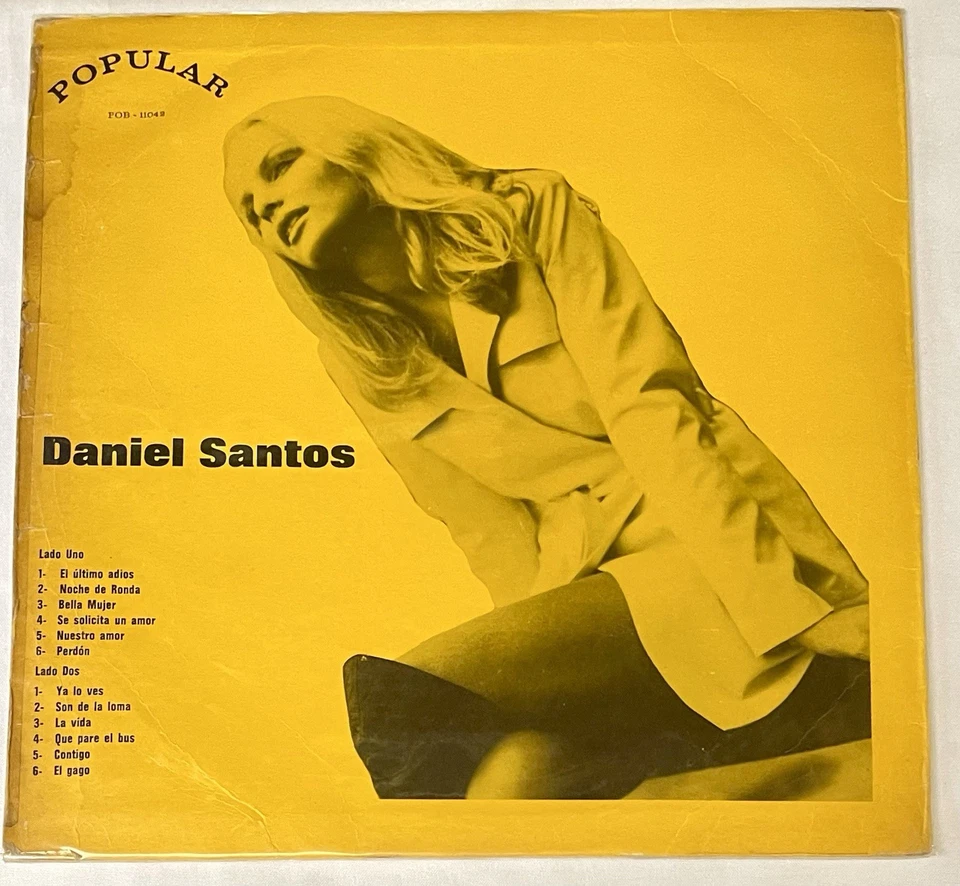 POPULAR
POB - 11042
Daniel Santos
Lado Uno
1- El último adios
2- Noche de Ronda
3- Bella Mujer
4- Se solicita un amor
5- Nuestro amor
6- Perdón
Lado Dos
1- Ya lo ves
2- Son de la loma
3- La vida
4- Que pare el bus
5- Contigo
6- El gago